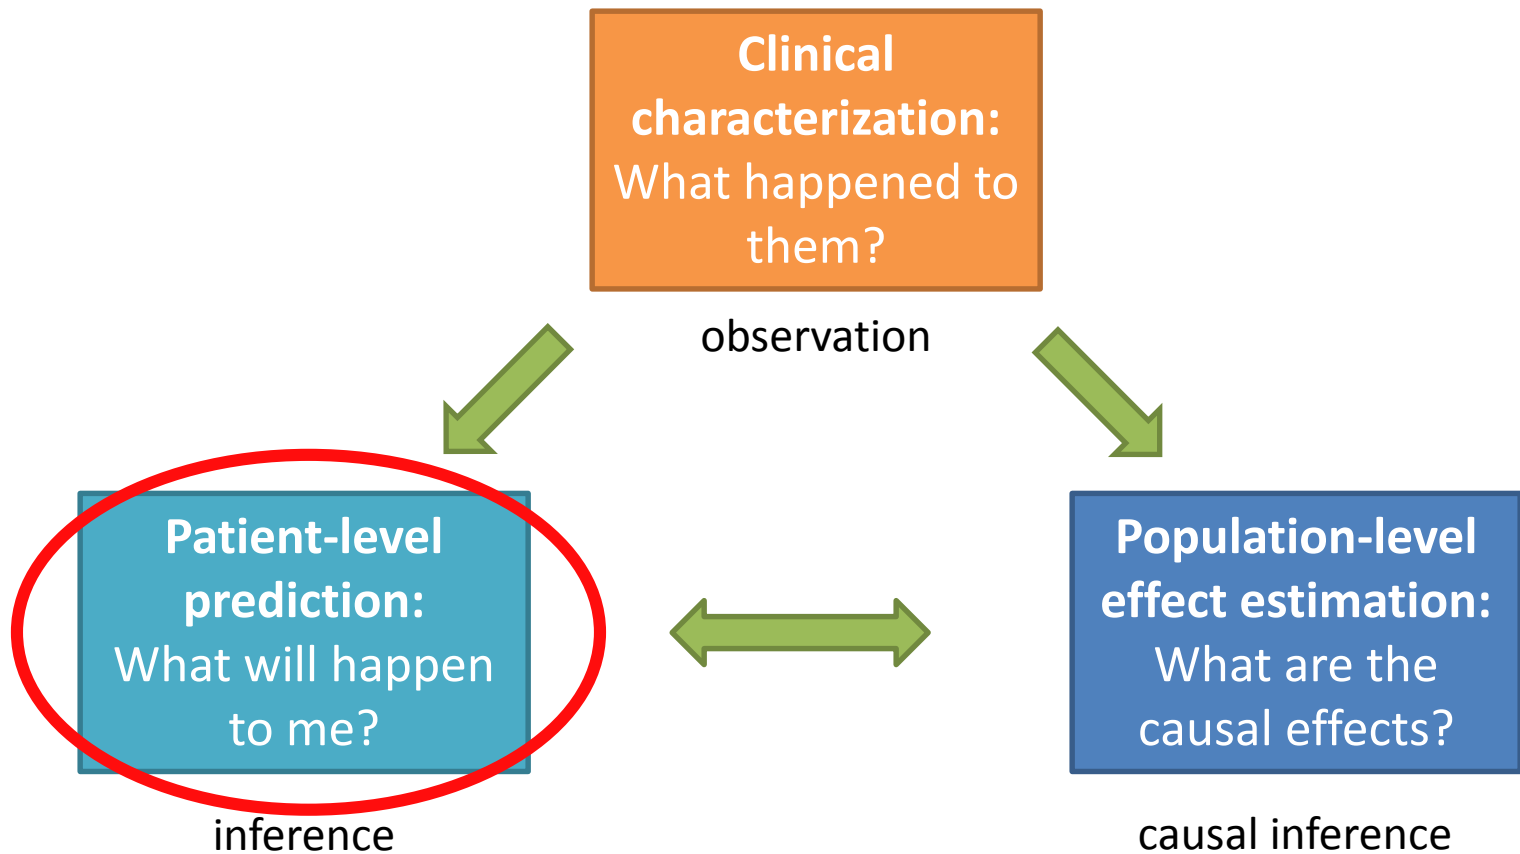 Clinical
characterization:
What happened to
them?
observation
Patient-level
prediction:
What will happen
to me?
inference
Population-level
effect estimation:
What are the
causal effects?
causal inference